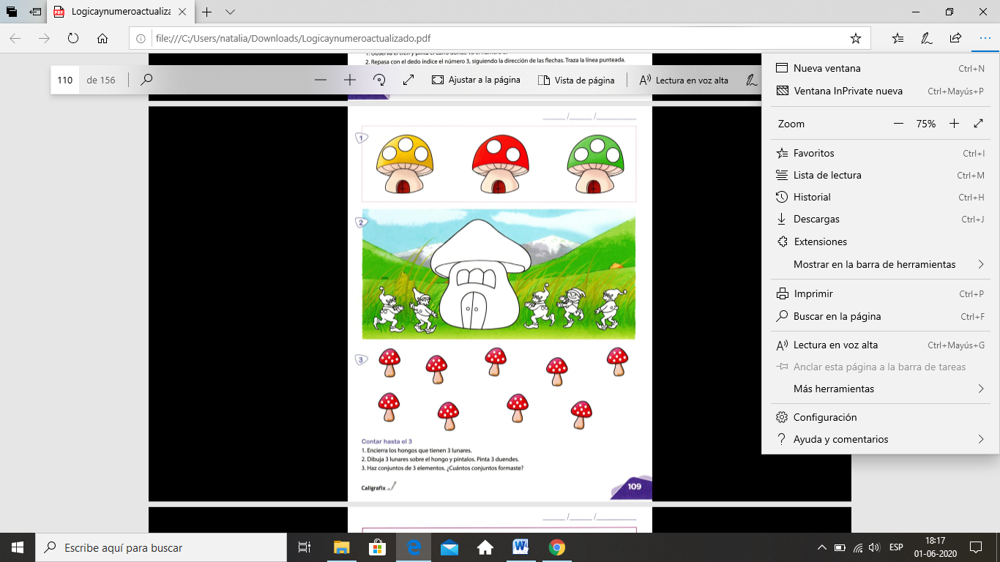 Logicaynumeroactualiza
file:///C:/Users/natalia/Downloads/Logicaynumeroactualizado.pdf
2. Repasa con el dedo índice el número 3, siguiendo la dirección de las flechas. Traza la línea punteada.
110 de 156
Ajustar a la página
Vista de página
Lectura en voz alta
___ /___ /___
1
2
3
Contar hasta el 3
1. Encierra los hongos que tienen 3 lunares.
2. Dibuja 3 lunares sobre el hongo y píntalos. Pinta 3 duendes.
3. Haz conjuntos de 3 elementos. ¿Cuántos conjuntos formaste?
Caligrafix
109
___ /___ /___
Nueva ventana Ctrl+N
Ventana InPrivate nueva Ctrl+Mayús+P
Zoom 75%
Favoritos Ctrl+I
Lista de lectura Ctrl+M
Historial Ctrl+H
Descargas Ctrl+J
Extensiones
Mostrar en la barra de herramientas
Imprimir Ctrl+P
Buscar en la página Ctrl+F
Lectura en voz alta Ctrl+Mayús+G
Anclar esta página a la barra de tareas
Más herramientas
Configuración
Ayuda y comentarios
Escribe aquí para buscar
ESP
18:17
01-06-2020